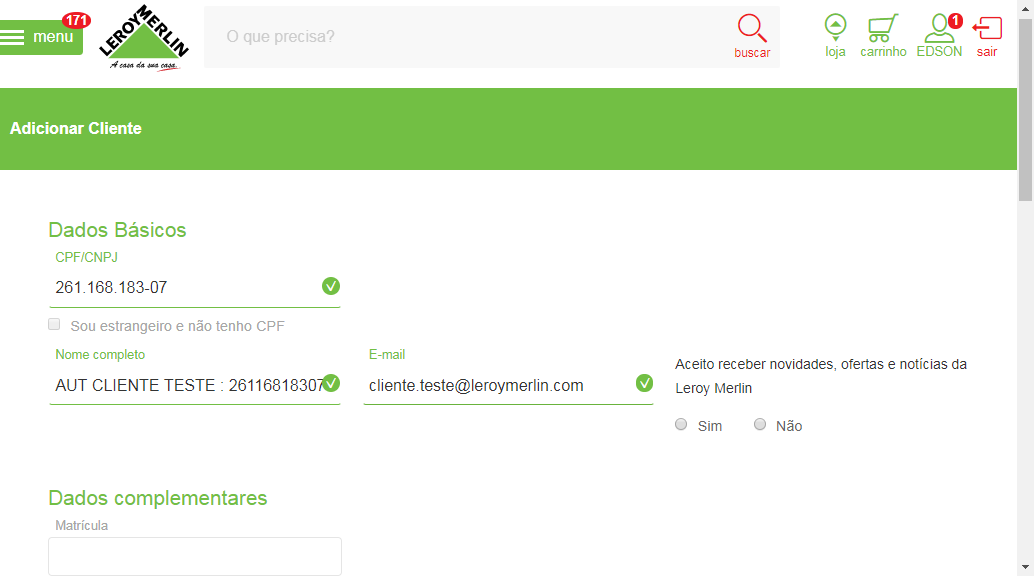 171
menu
LEROY MERLIN
A casa da sua casa.
O que precisa?
buscar
loja
carrinho
1
EDSON
sair
Adicionar Cliente
Dados Básicos
CPF/CNPJ
261.168.183-07
Sou estrangeiro e não tenho CPF
Nome completo
AUT CLIENTE TESTE : 26116818307
E-mail
cliente.teste@leroymerlin.com
Aceito receber novidades, ofertas e notícias da
Leroy Merlin
Sim Não
Dados complementares
Matrícula